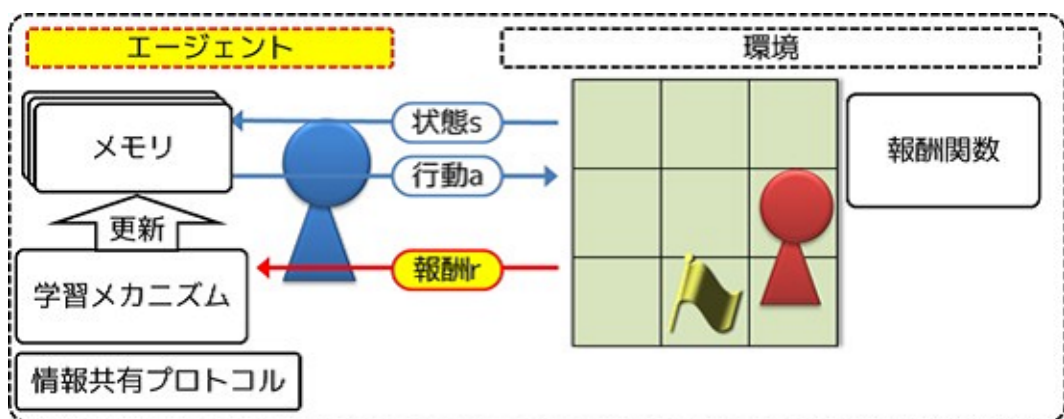 エージェント
環境
メモリ
状態s
行動a
報酬関数
更新
報酬r
学習メカニズム
情報共有プロトコル